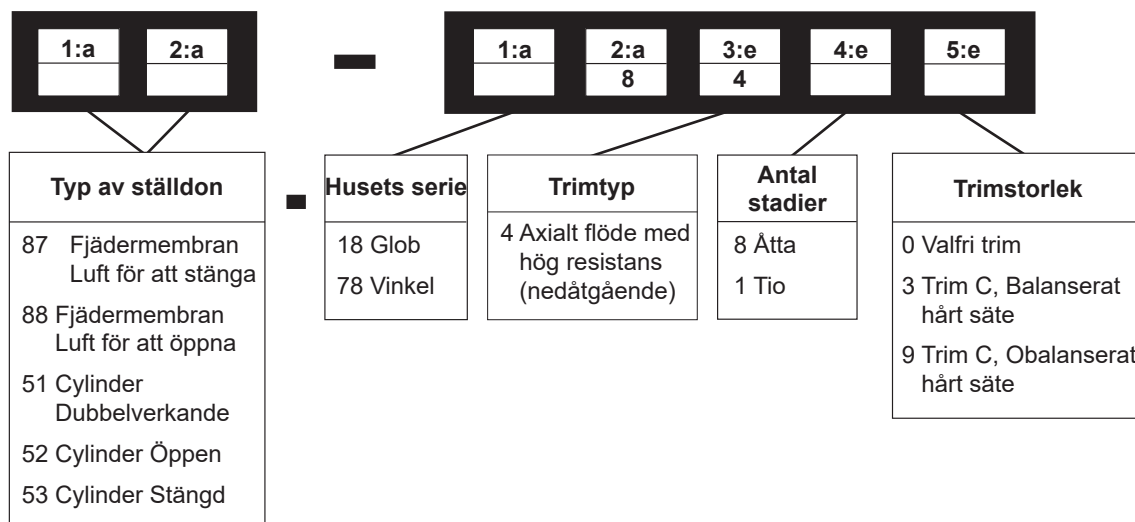 1:a 2:a - 1:a 2:a 3:e 4:e 5:e
8 4
Typ av ställdon
87 Fjädermembran
Luft för att stänga
88 Fjädermembran
Luft för att öppna
51 Cylinder
Dubbelverkande
52 Cylinder Öppen
53 Cylinder Stängd
-
Husets serie
18 Glob
78 Vinkel
Trimtyp
4 Axialt flöde med
hög resistans
(nedåtgående)
Antal
stadier
8 Åtta
1 Tio
Trimstorlek
0 Valfri trim
3 Trim C, Balanserat
hårt säte
9 Trim C, Obalanserat
hårt säte